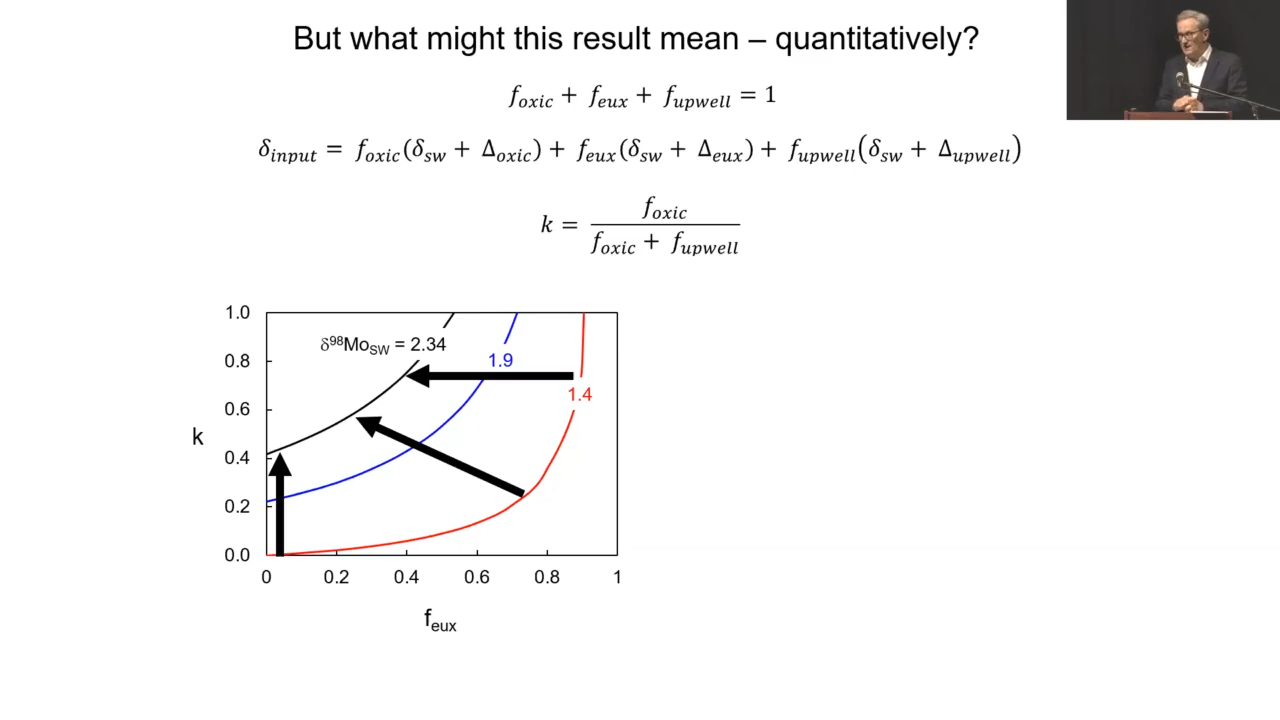 But what might this result mean – quantitatively?
f_oxic + f_eux + f_upwell = 1
δ_input = f_oxic(δ_sw + Δ_oxic) + f_eux(δ_sw + Δ_eux) + f_upwell(δ_sw + Δ_upwell)
k = f_oxic / (f_oxic + f_upwell)
1.0
δ⁹⁸Mo_SW = 2.34
0.8
1.9
1.4
0.6
k
0.4
0.2
0.0
0 0.2 0.4 0.6 0.8 1
f_eux